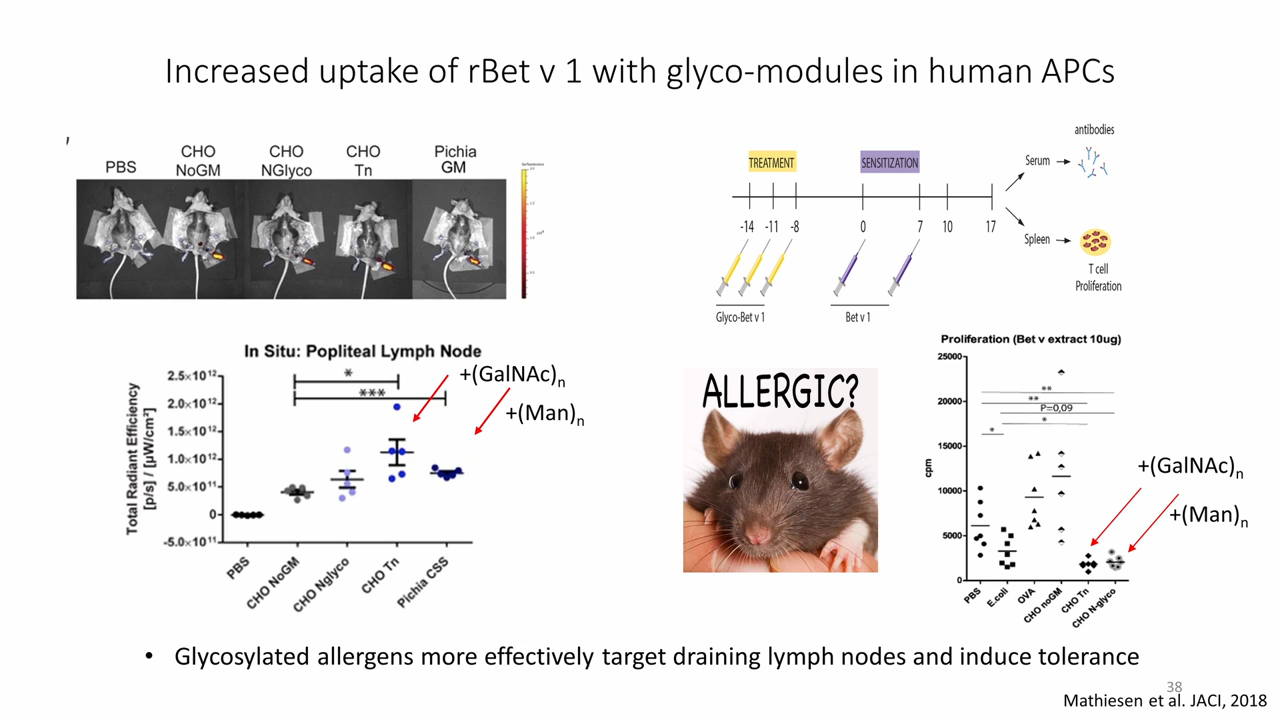 Increased uptake of rBet v 1 with glyco-modules in human APCs
PBS
CHO
NoGM
CHO
NGlyco
CHO
Tn
Pichia
GM
TREATMENT
SENSITIZATION
-14
-11
-8
0
7
10
17
Glyco-Bet v 1
Bet v 1
Serum
antibodies
Spleen
T cell
Proliferation
In Situ: Popliteal Lymph Node
Total Radiant Efficiency
[p/s] / [µW/cm²]
2.5×10¹²
2.0×10¹²
1.5×10¹²
1.0×10¹²
5.0×10¹¹
0
-5.0×10¹¹
*
***
+(GalNAc)n
+(Man)n
PBS
CHO NoGM
CHO Nglyco
CHO Tn
Pichia CSS
ALLERGIC?
Proliferation (Bet v extract 10ug)
cpm
25000
20000
15000
10000
5000
0
**
**
P=0,09
*
*
+(GalNAc)n
+(Man)n
PBS
E.coli
OVA
CHO noGM
CHO Tn
CHO N-glyco
• Glycosylated allergens more effectively target draining lymph nodes and induce tolerance
38
Mathiesen et al. JACI, 2018